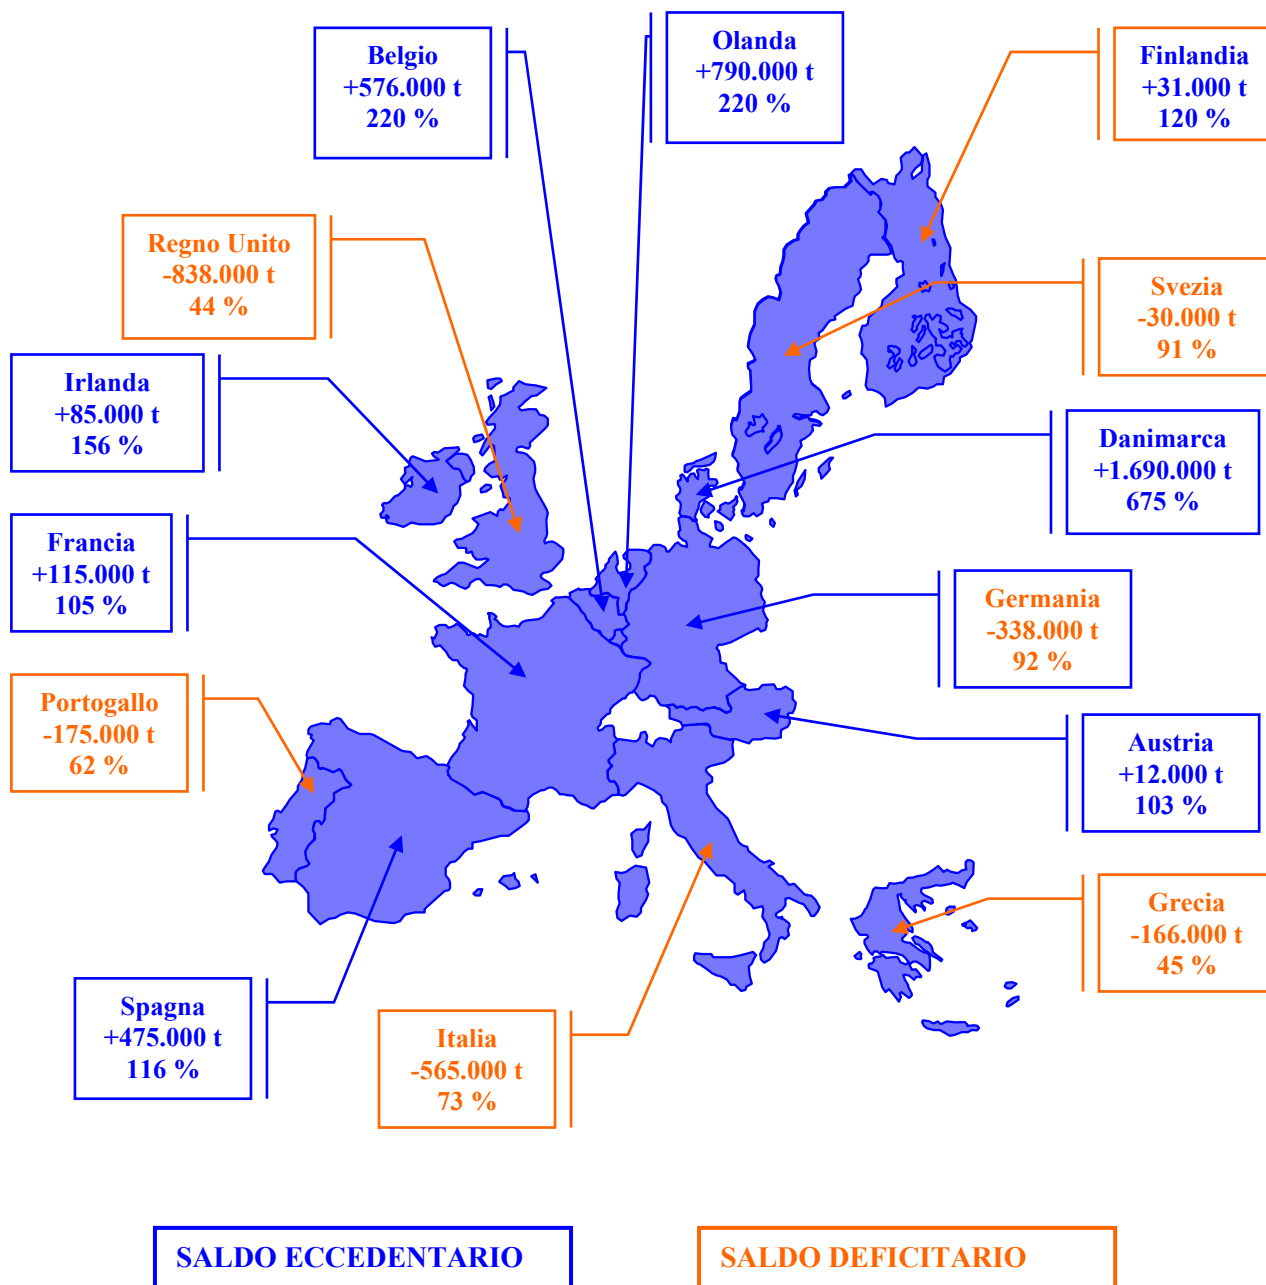 Belgio
+576.000 t
220 %
Olanda
+790.000 t
220 %
Finlandia
+31.000 t
120 %
Regno Unito
-838.000 t
44 %
Svezia
-30.000 t
91 %
Irlanda
+85.000 t
156 %
Danimarca
+1.690.000 t
675 %
Francia
+115.000 t
105 %
Germania
-338.000 t
92 %
Portogallo
-175.000 t
62 %
Austria
+12.000 t
103 %
Grecia
-166.000 t
45 %
Spagna
+475.000 t
116 %
Italia
-565.000 t
73 %
SALDO ECCEDENTARIO
SALDO DEFICITARIO